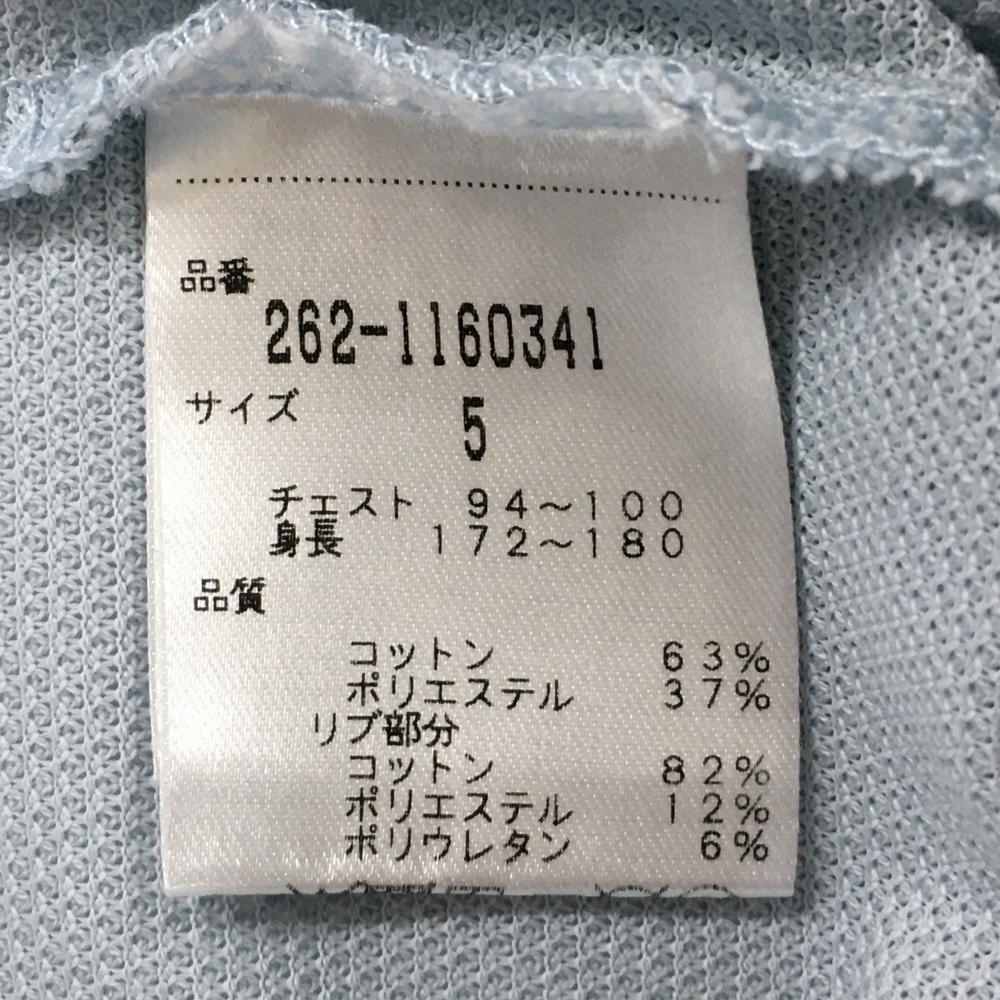 品番
262-1160341
サイズ 5
チェスト 94～100
身長 172～180
品質
コットン 63%
ポリエステル 37%
リブ部分
コットン 82%
ポリエステル 12%
ポリウレタン 6%